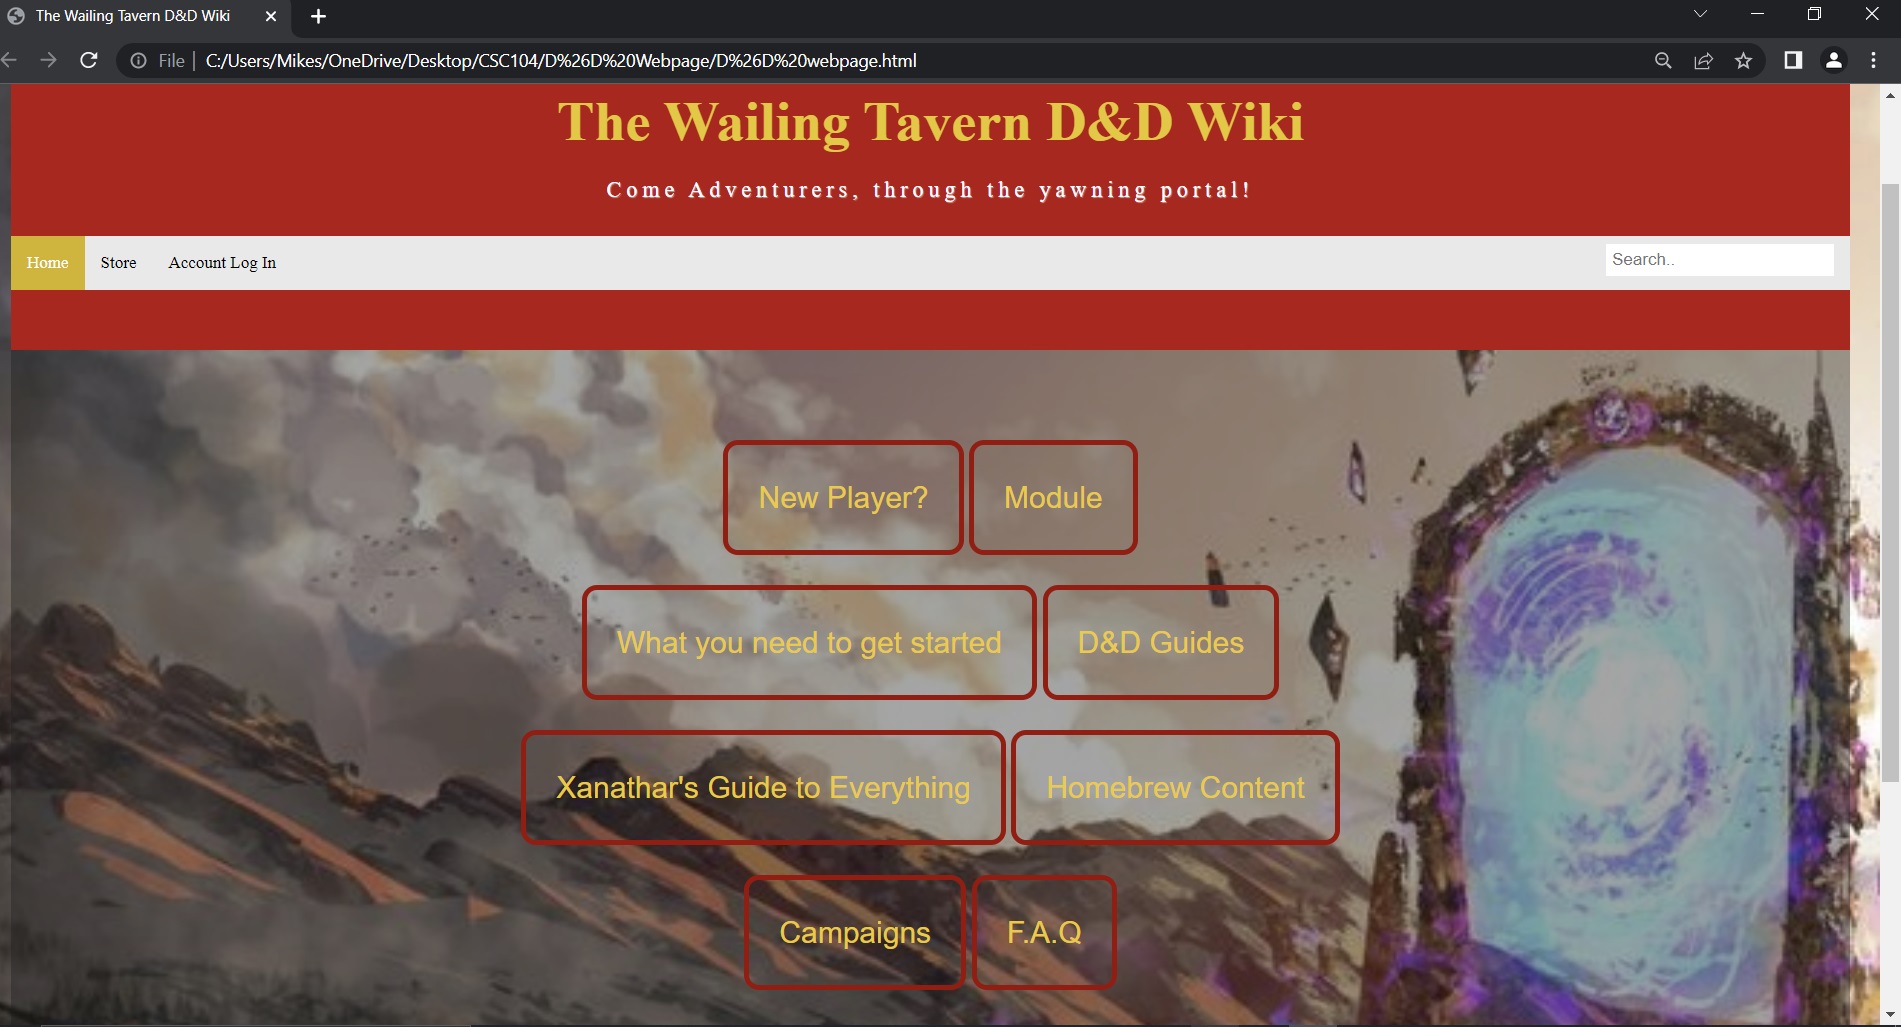 The Wailing Tavern D&D Wiki
File C:/Users/Mikes/OneDrive/Desktop/CSC104/D%26D%20Webpage/D%26D%20webpage.html
The Wailing Tavern D&D Wiki
Come Adventurers, through the yawning portal!
Home Store Account Log In Search..
New Player? Module
What you need to get started D&D Guides
Xanathar's Guide to Everything Homebrew Content
Campaigns F.A.Q